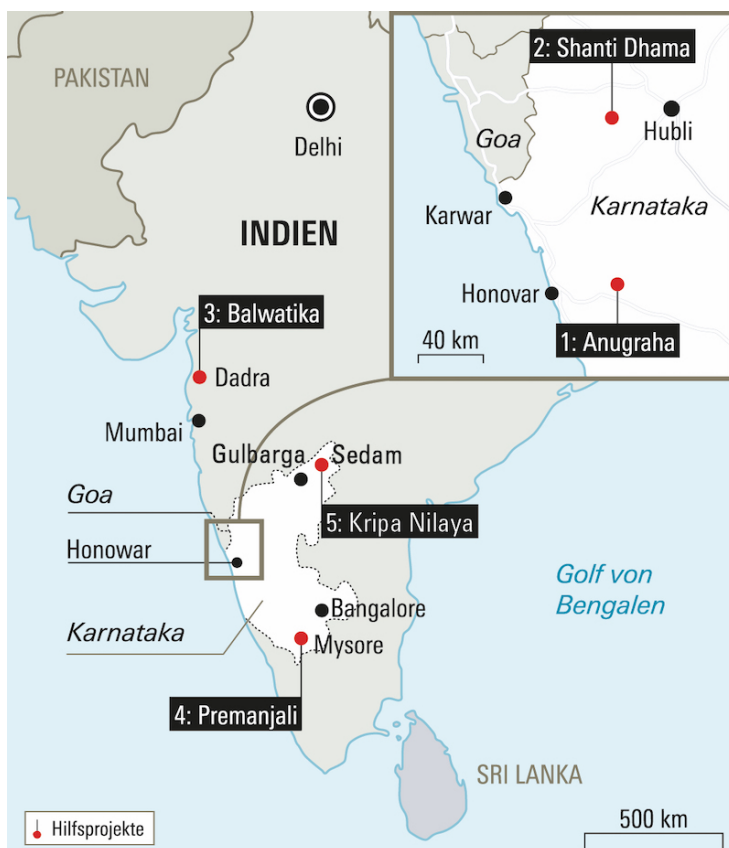 PAKISTAN
Delhi
INDIEN
2: Shanti Dhama
Goa
Hubli
Karwar
Karnataka
Honovar
40 km
1: Anugraha
3: Balwatika
Dadra
Mumbai
Gulbarga
Sedam
Goa
5: Kripa Nilaya
Honowar
Golf von
Bengalen
Bangalore
Karnataka
Mysore
4: Premanjali
SRI LANKA
Hilfsprojekte
500 km